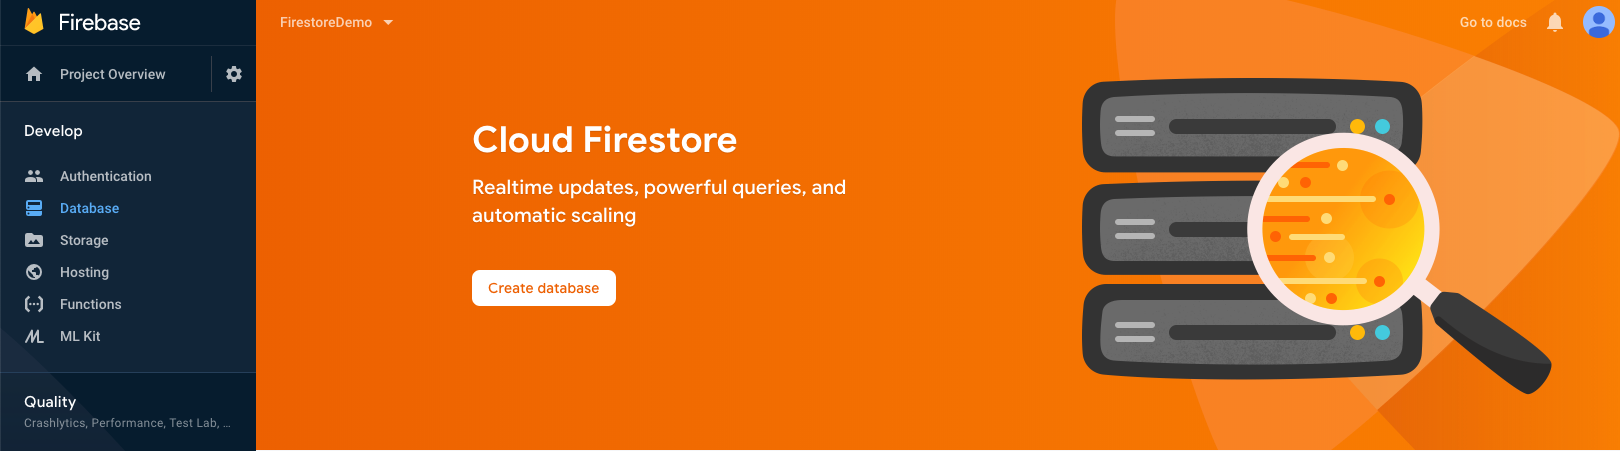 Firebase
FirestoreDemo
Go to docs
Project Overview
Develop
Authentication
Database
Storage
Hosting
Functions
ML Kit
Quality
Crashlytics, Performance, Test Lab, ...
Cloud Firestore
Realtime updates, powerful queries, and
automatic scaling
Create database